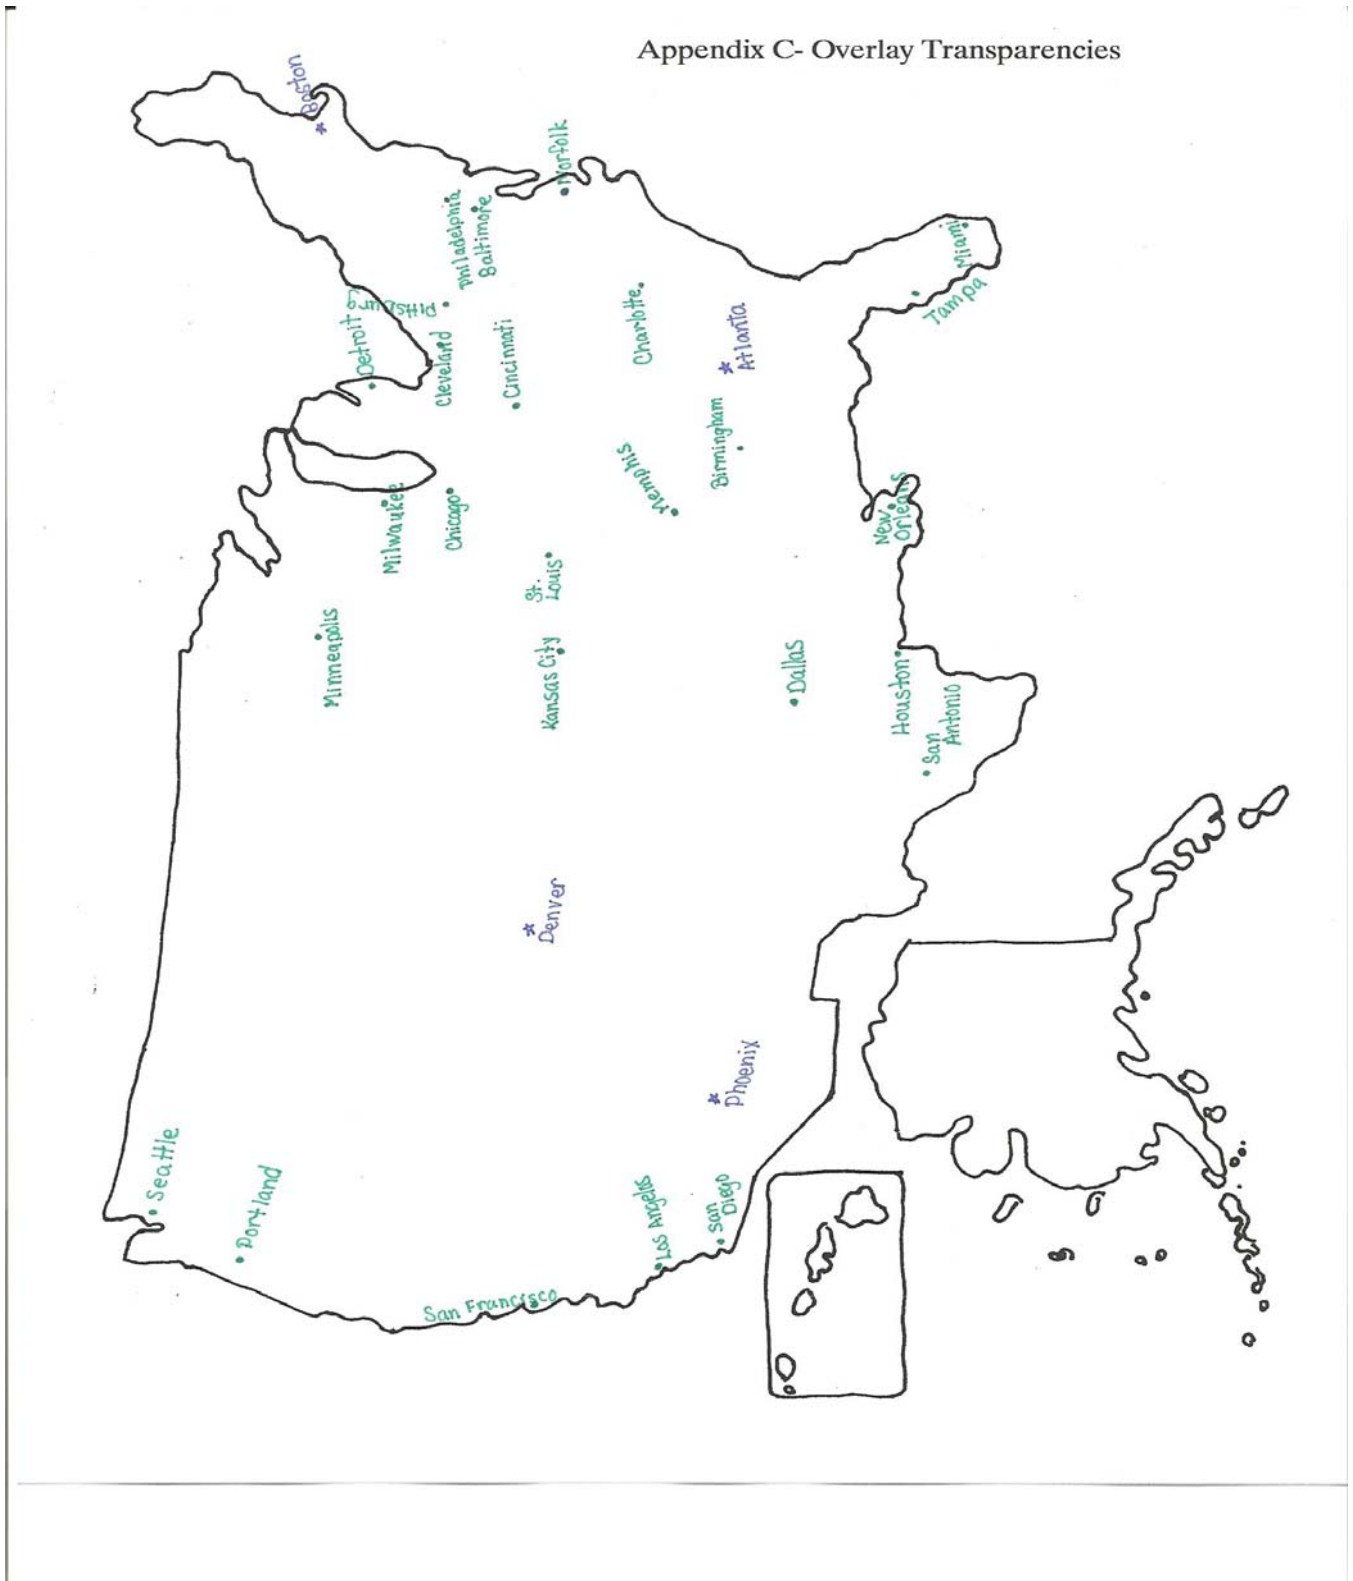 Appendix C- Overlay Transparencies
Boston
Norfolk
Philadelphia
Baltimore
Miami
Tampa
Detroit
Cleveland
Cincinnati
Charlotte
Atlanta
Birmingham
Memphis
New
Orleans
Milwaukee
Chicago
St.
Louis
Minneapolis
Kansas City
Dallas
Houston
San
Antonio
Denver
Phoenix
Seattle
Portland
San Francisco
Los Angelos
San
Diego